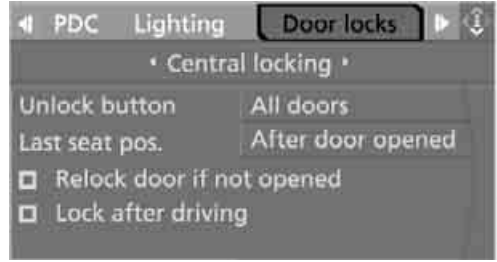 PDC Lighting Door locks
Central locking
Unlock button All doors
Last seat pos. After door opened
Relock door if not opened
Lock after driving